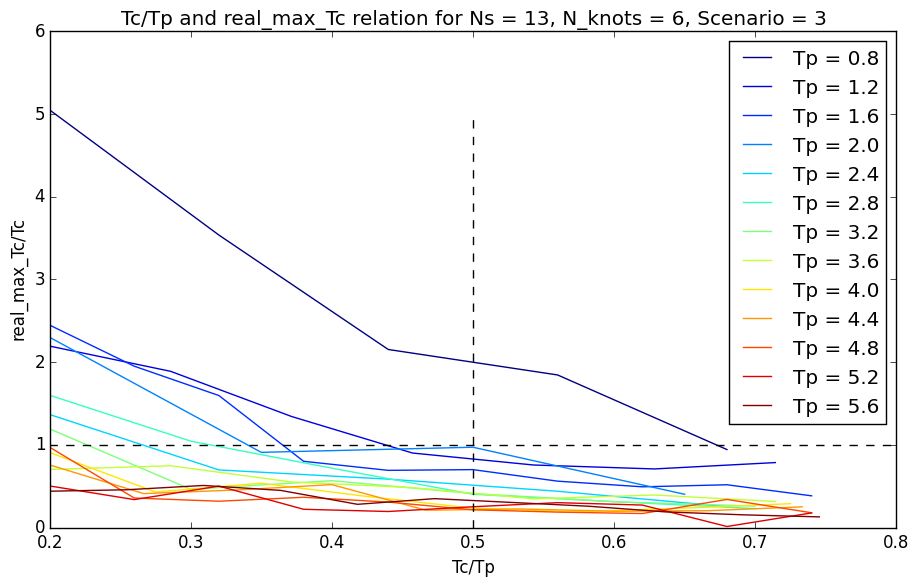 Tc/Tp and real_max_Tc relation for Ns = 13, N_knots = 6, Scenario = 3
6
5
4
3
2
1
0
real_max_Tc/Tc
Tp = 0.8
Tp = 1.2
Tp = 1.6
Tp = 2.0
Tp = 2.4
Tp = 2.8
Tp = 3.2
Tp = 3.6
Tp = 4.0
Tp = 4.4
Tp = 4.8
Tp = 5.2
Tp = 5.6
0.2 0.3 0.4 0.5 0.6 0.7 0.8
Tc/Tp